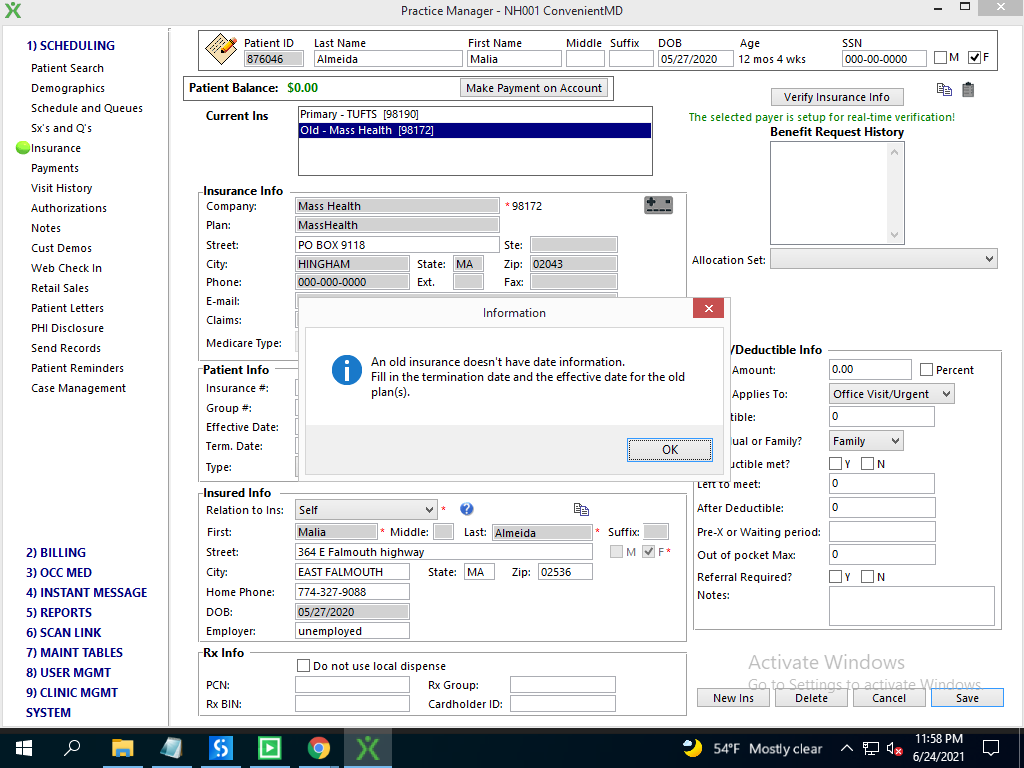 Practice Manager - NH001 ConvenientMD
1) SCHEDULING
Patient Search
Demographics
Schedule and Queues
Sx's and Q's
Insurance
Payments
Visit History
Authorizations
Notes
Cust Demos
Web Check In
Retail Sales
Patient Letters
PHI Disclosure
Send Records
Patient Reminders
Case Management
2) BILLING
3) OCC MED
4) INSTANT MESSAGE
5) REPORTS
6) SCAN LINK
7) MAINT TABLES
8) USER MGMT
9) CLINIC MGMT
SYSTEM
Patient ID Last Name First Name Middle Suffix DOB Age SSN
876046 Almeida Malia 05/27/2020 12 mos 4 wks 000-00-0000 M F
Patient Balance: $0.00 Make Payment on Account
Current Ins
Primary - TUFTS [98190]
Old - Mass Health [98172]
Verify Insurance Info
The selected payer is setup for real-time verification!
Benefit Request History
Allocation Set:
Insurance Info
Company: Mass Health * 98172
Plan: MassHealth
Street: PO BOX 9118 Ste:
City: HINGHAM State: MA Zip: 02043
Phone: 000-000-0000 Ext. Fax:
E-mail:
Claims:
Medicare Type:
Information
An old insurance doesn't have date information.
Fill in the termination date and the effective date for the old
plan(s).
OK
Patient Info
Insurance #:
Group #:
Effective Date:
Term. Date:
Type:
/Deductible Info
Amount: 0.00 Percent
Applies To: Office Visit/Urgent
tible: 0
ual or Family? Family
uctible met? Y N
Left to meet: 0
After Deductible: 0
Pre-X or Waiting period:
Out of pocket Max: 0
Referral Required? Y N
Notes:
Insured Info
Relation to Ins: Self *
First: Malia * Middle: Last: Almeida * Suffix:
Street: 364 E Falmouth highway M F *
City: EAST FALMOUTH State: MA Zip: 02536
Home Phone: 774-327-9088
DOB: 05/27/2020
Employer: unemployed
Rx Info
Do not use local dispense
PCN: Rx Group:
Rx BIN: Cardholder ID:
Activate Windows
Go to Settings to activate Windows.
New Ins Delete Cancel Save
54°F Mostly clear
11:58 PM
6/24/2021